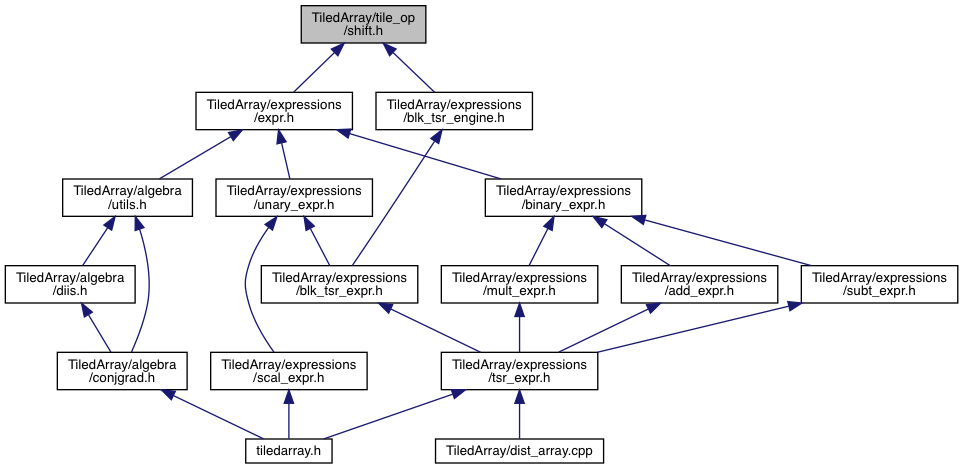 TiledArray/tile_op
/shift.h
TiledArray/expressions
/expr.h
TiledArray/expressions
/blk_tsr_engine.h
TiledArray/algebra
/utils.h
TiledArray/expressions
/unary_expr.h
TiledArray/expressions
/binary_expr.h
TiledArray/algebra
/diis.h
TiledArray/expressions
/blk_tsr_expr.h
TiledArray/expressions
/mult_expr.h
TiledArray/expressions
/add_expr.h
TiledArray/expressions
/subt_expr.h
TiledArray/algebra
/conjgrad.h
TiledArray/expressions
/scal_expr.h
TiledArray/expressions
/tsr_expr.h
tiledarray.h
TiledArray/dist_array.cpp